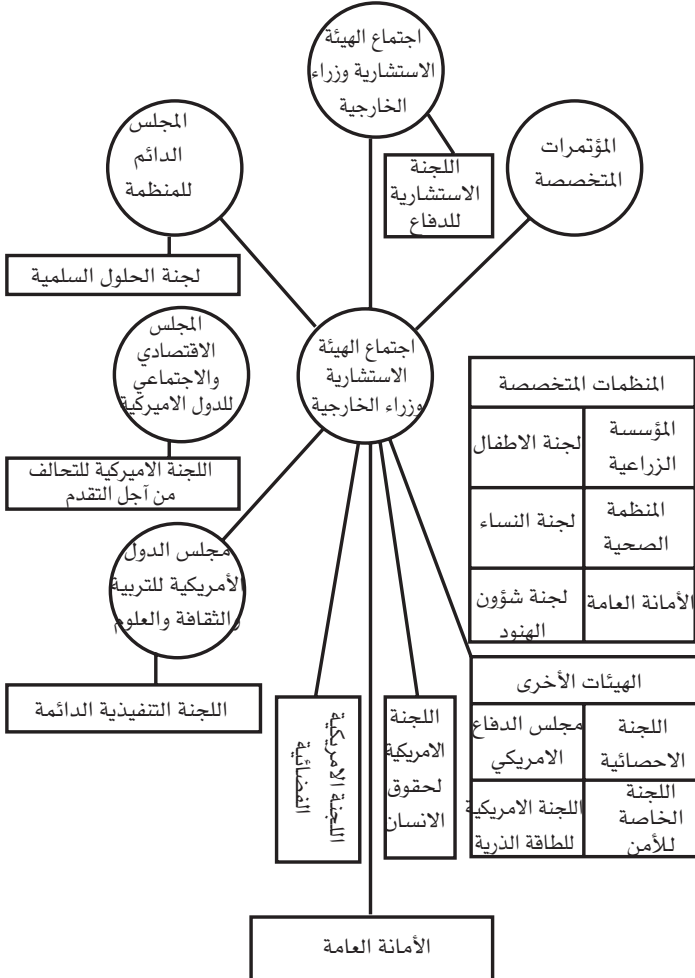 اجتماع الهيئة
الاستشارية وزراء
الخارجية
المؤتمرات
المتخصصة
اللجنة
الاستشارية
للدفاع
المجلس
الدائم
للمنظمة
لجنة الحلول السلمية
اجتماع الهيئة
الاستشارية
وزراء الخارجية
المجلس
الاقتصادي
والاجتماعي
للدول الاميركية
اللجنة الاميركية للتحالف
من آجل التقدم
مجلس الدول
الأمريكية للتربية
والثقافة والعلوم
اللجنة التنفيذية الدائمة
المنظمات المتخصصة
المؤسسة
الزراعية
لجنة الاطفال
المنظمة
الصحية
لجنة النساء
الأمانة العامة
لجنة شؤون
الهنود
الهيئات الأخرى
اللجنة
الاحصائية
مجلس الدفاع
الامريكي
اللجنة
الخاصة
للأمن
اللجنة الامريكية
للطاقة الذرية
اللجنة
الامريكية
لحقوق
الانسان
اللجنة الامريكية
القضائية
الأمانة العامة